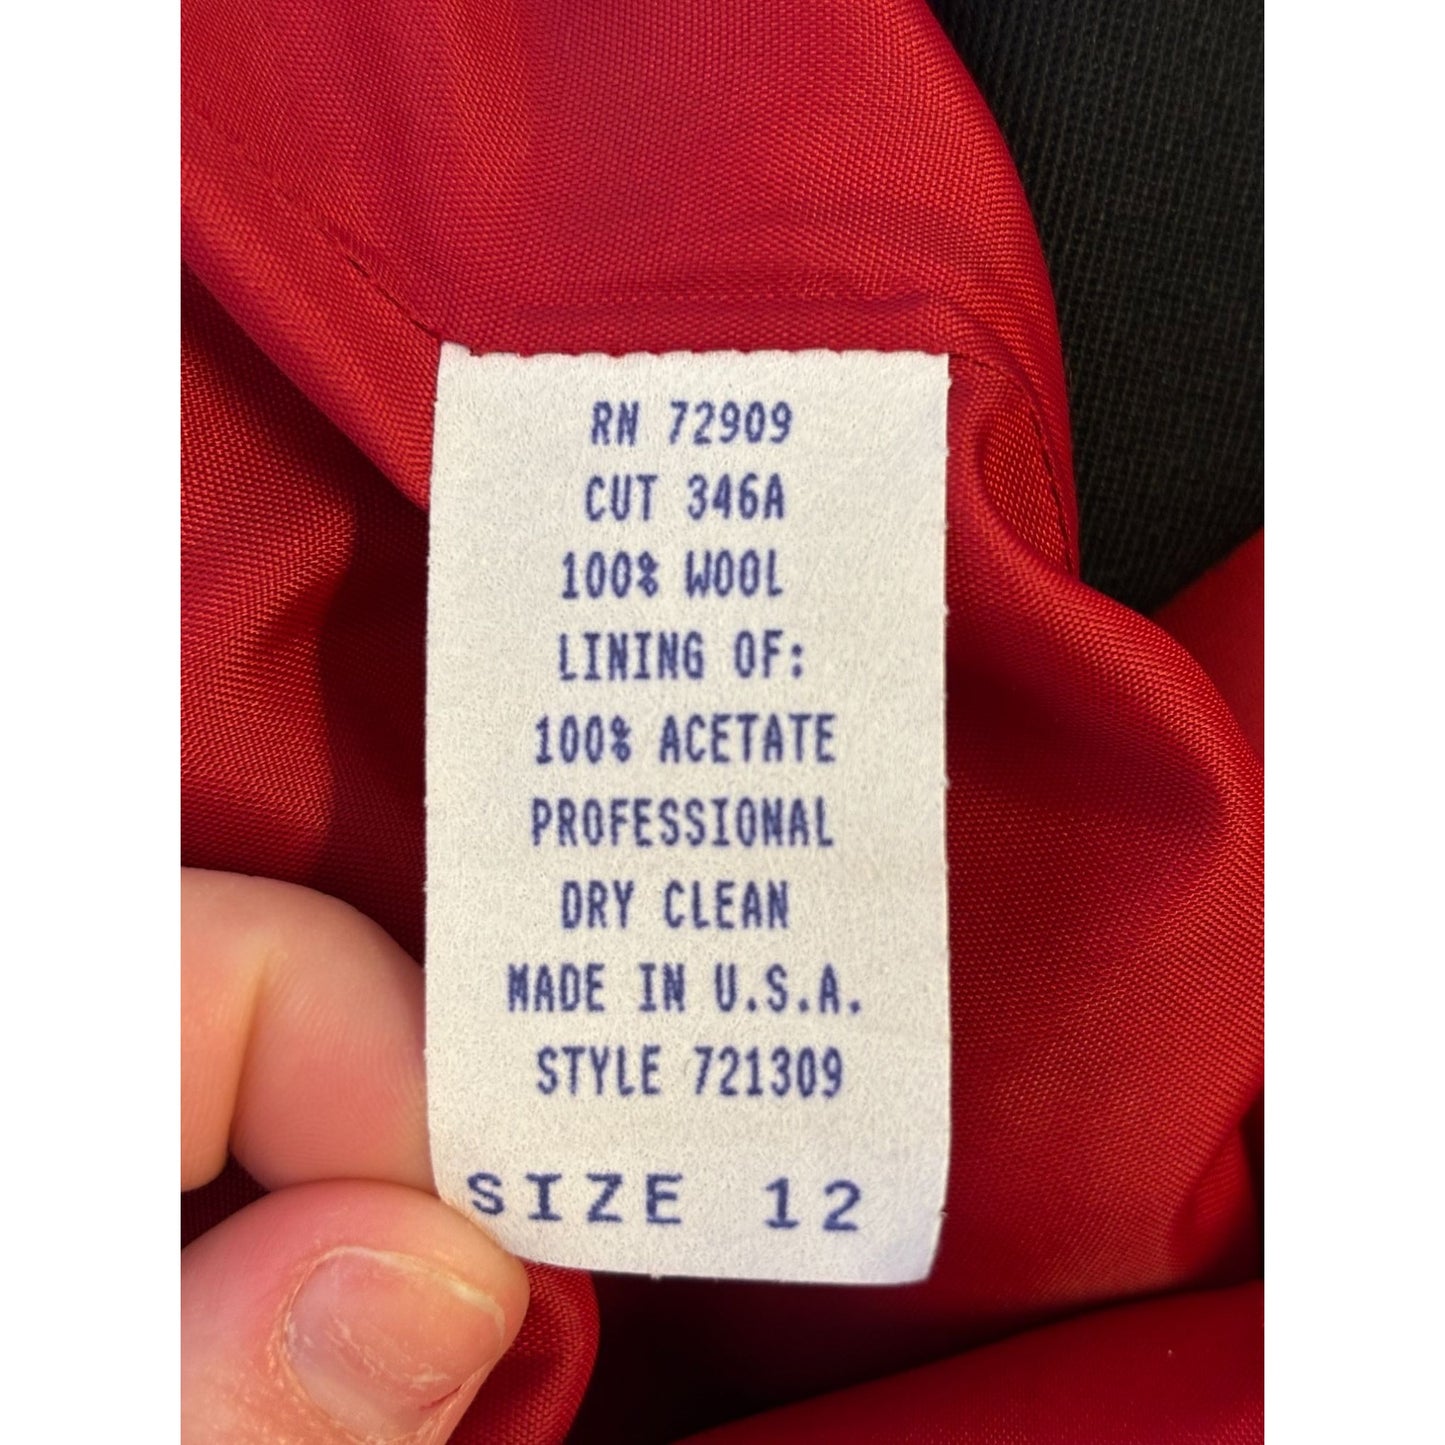 RN 72909
CUT 346A
100% WOOL
LINING OF:
100% ACETATE
PROFESSIONAL
DRY CLEAN
MADE IN U.S.A.
STYLE 721309
SIZE 12